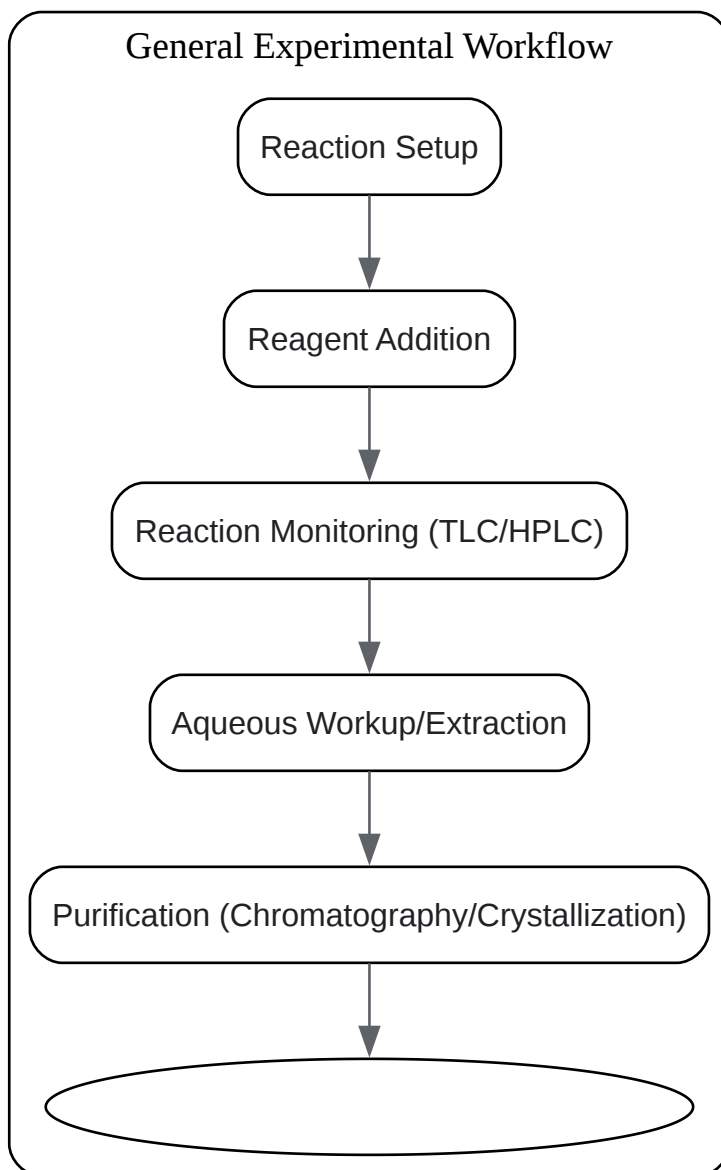 General Experimental Workflow
Reaction Setup
Reagent Addition
Reaction Monitoring (TLC/HPLC)
Aqueous Workup/Extraction
Purification (Chromatography/Crystallization)